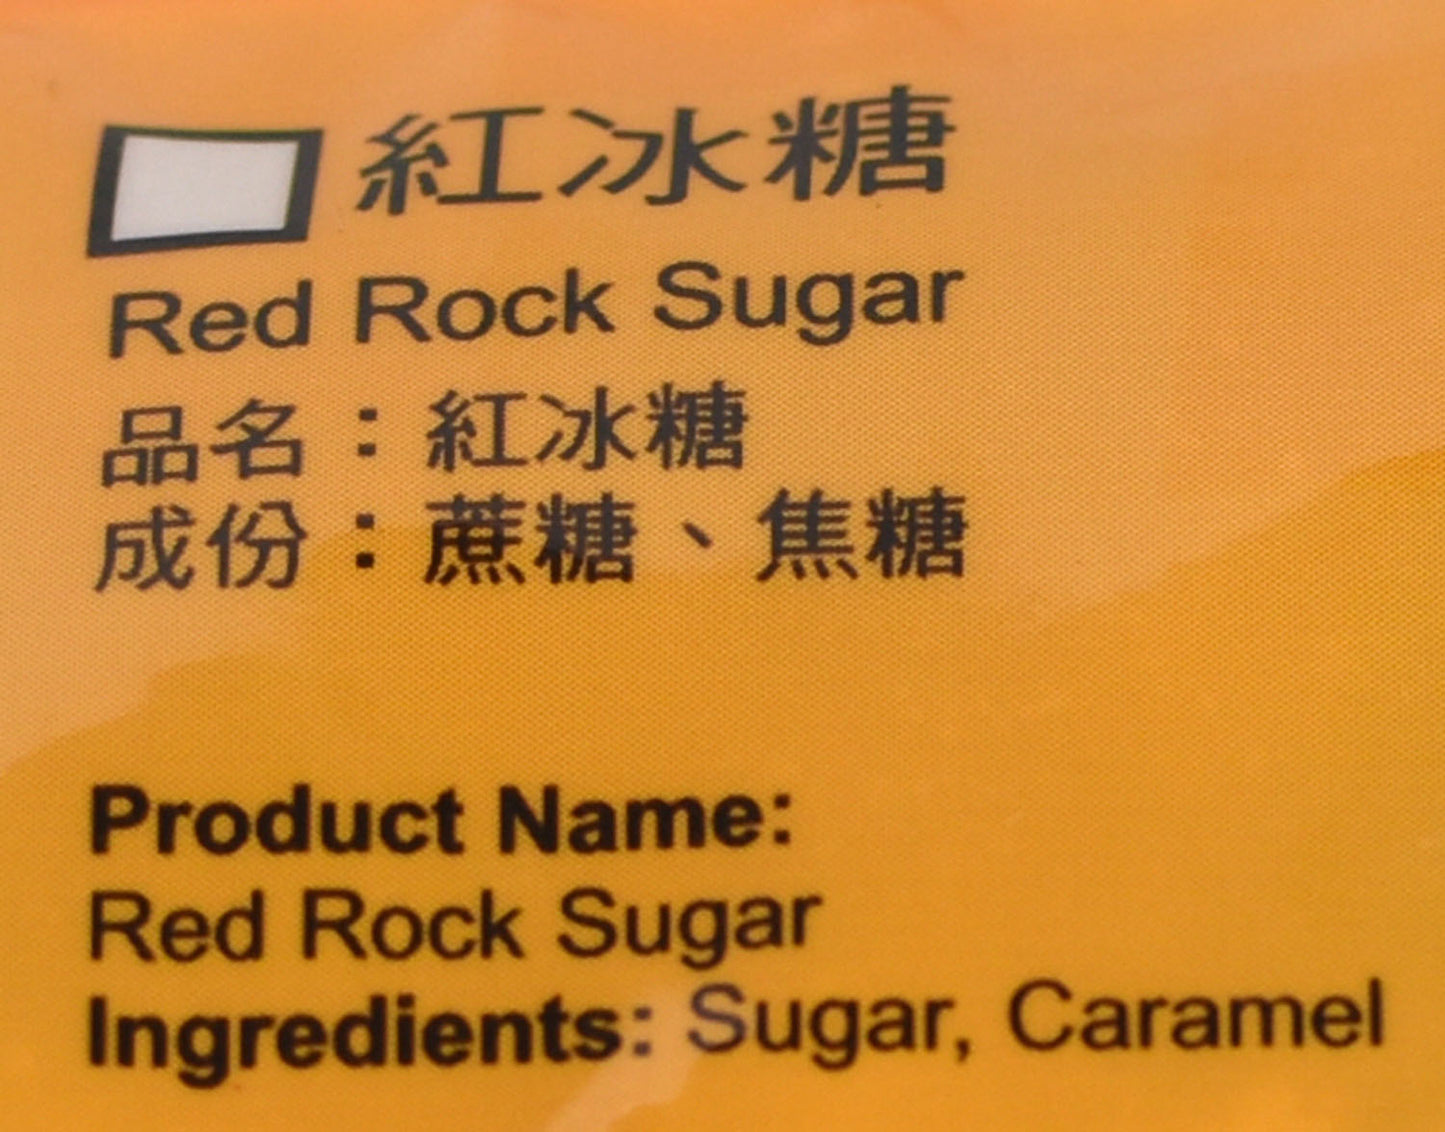 紅冰糖
Red Rock Sugar
品名：紅冰糖
成份：蔗糖、焦糖
Product Name:
Red Rock Sugar
Ingredients: Sugar, Caramel